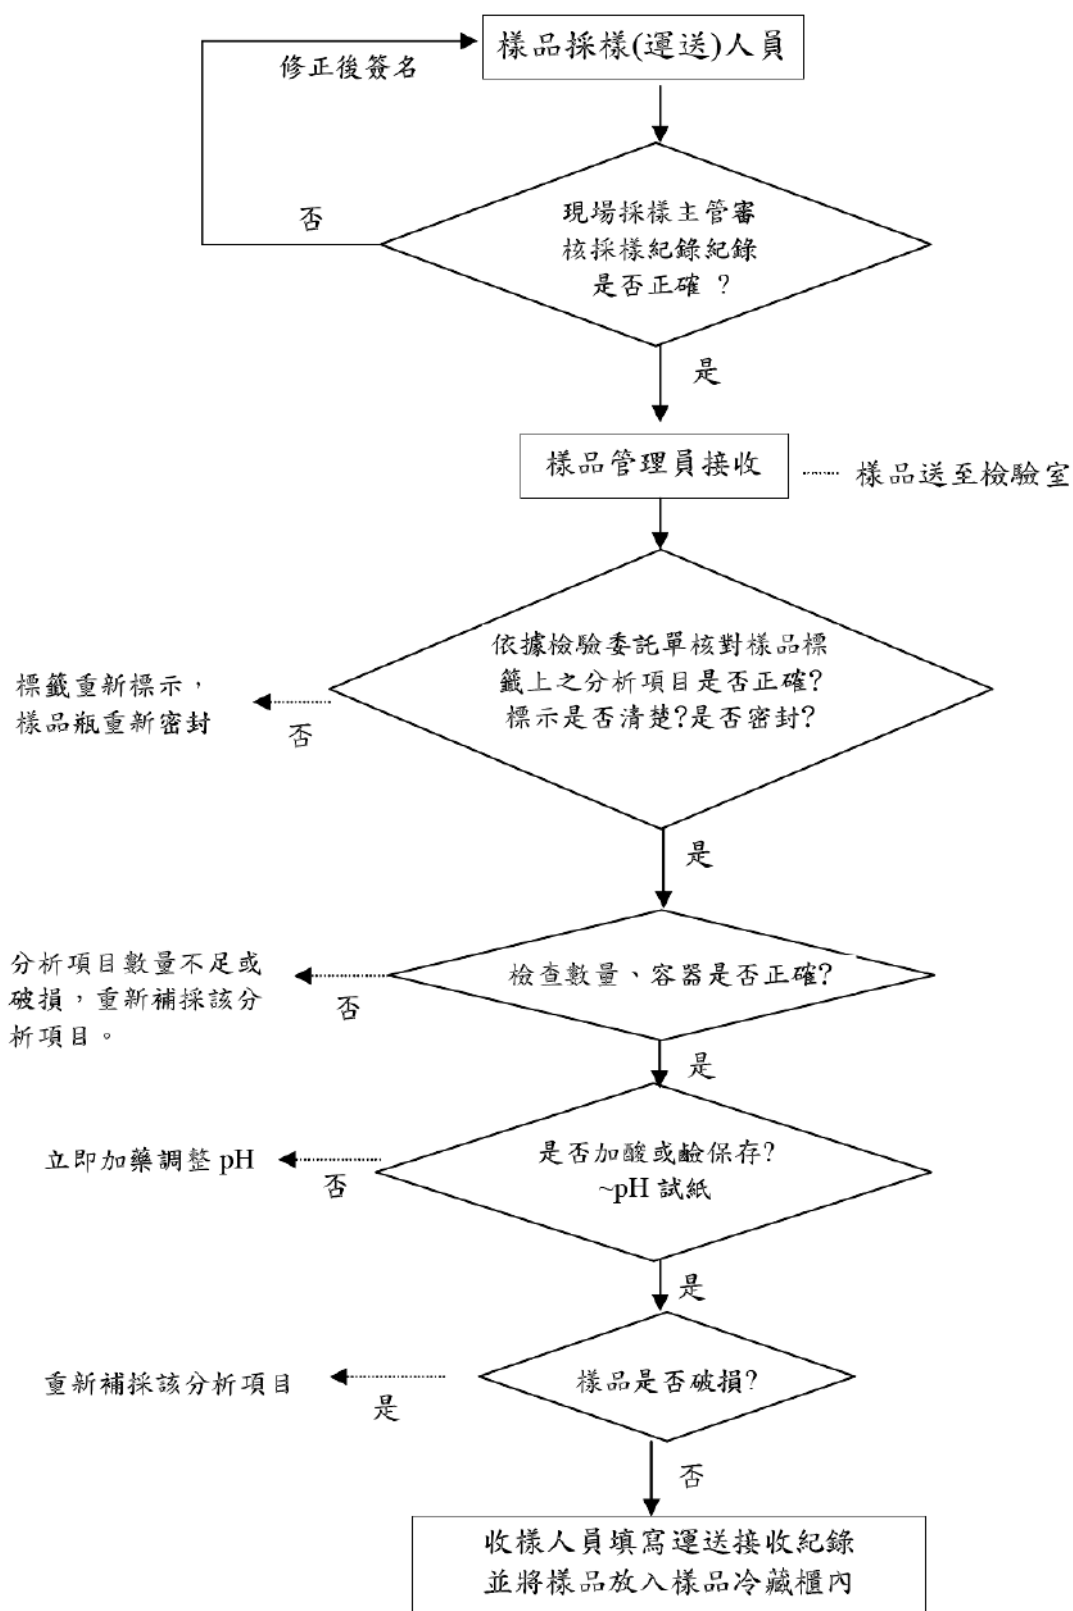 樣品採樣(運送)人員
修正後簽名
否
現場採樣主管審
核採樣紀錄紀錄
是否正確 ?
是
樣品管理員接收
樣品送至檢驗室
依據檢驗委託單核對樣品標
籤上之分析項目是否正確?
標示是否清楚?是否密封?
標籤重新標示，
樣品瓶重新密封
否
是
檢查數量、容器是否正確?
分析項目數量不足或
破損，重新補採該分
析項目。
否
是
是否加酸或鹼保存?
~pH 試紙
立即加藥調整 pH
否
是
樣品是否破損?
重新補採該分析項目
是
否
收樣人員填寫運送接收紀錄
並將樣品放入樣品冷藏櫃內